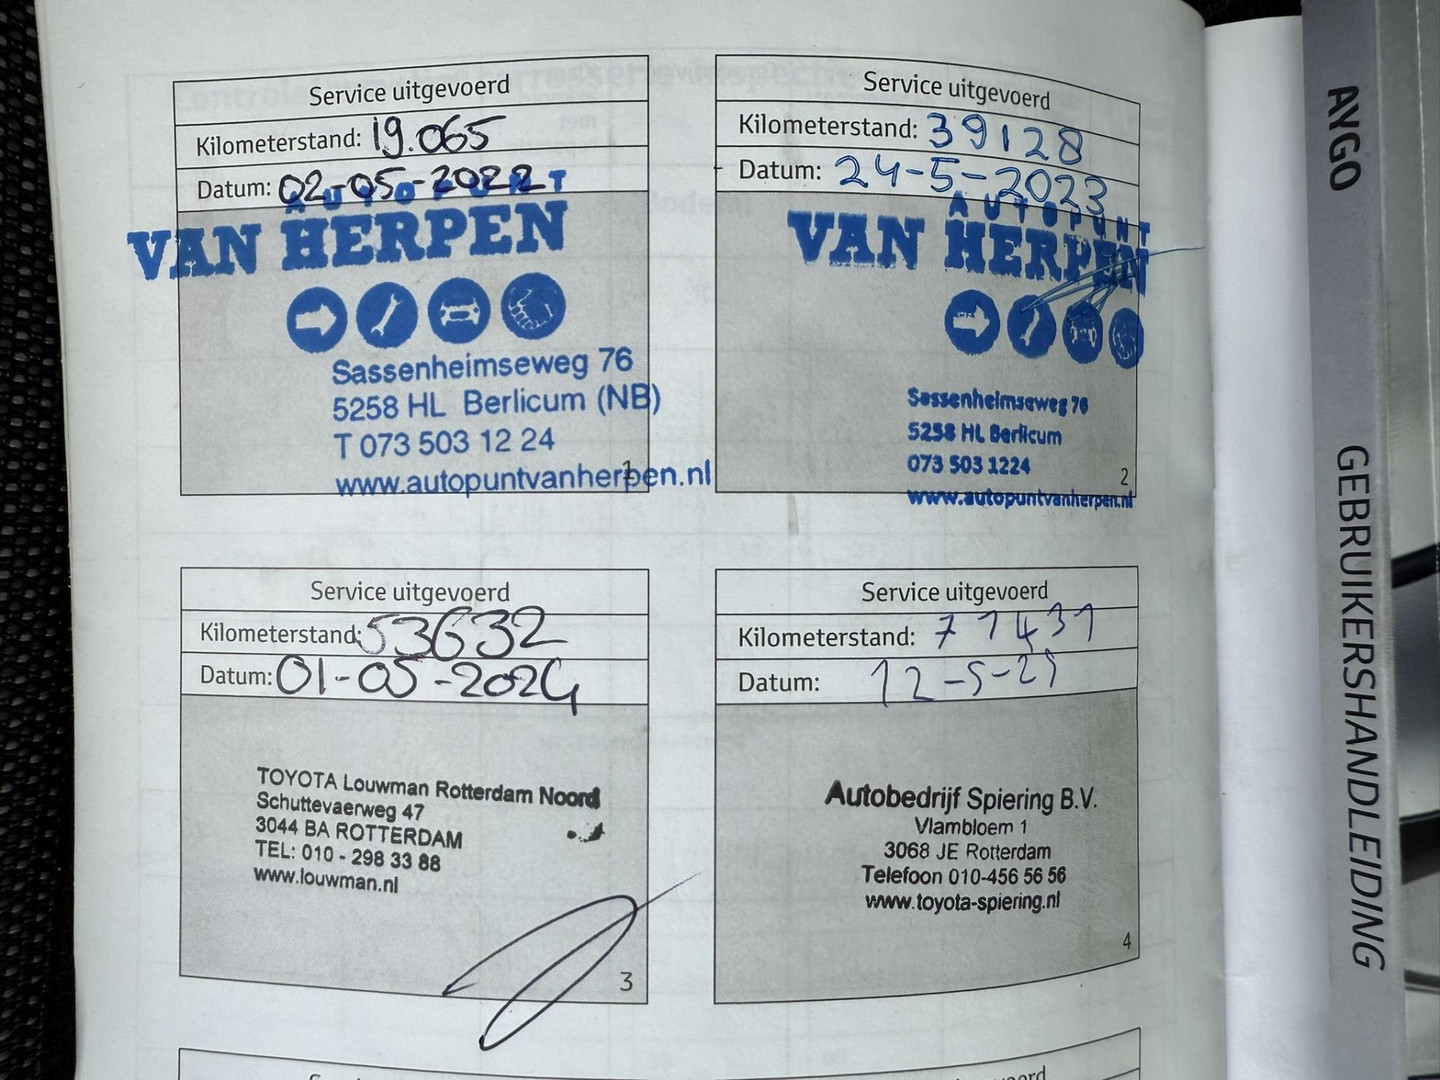 Service uitgevoerd
Kilometerstand: 19.065
Datum: 02-05-2022
AUTOPUNT
VAN HERPEN
Sassenheimseweg 76
5258 HL Berlicum (NB)
T 073 503 12 24
www.autopuntvanherpen.nl
1
Service uitgevoerd
Kilometerstand: 39128
Datum: 24-5-2023
AUTOPUNT
VAN HERPEN
Sassenheimseweg 76
5258 HL Berlicum
073 503 1224
www.autopuntvanherpen.nl
2
Service uitgevoerd
Kilometerstand: 53632
Datum: 01-05-2024
TOYOTA Louwman Rotterdam Noord
Schuttevaerweg 47
3044 BA ROTTERDAM
TEL: 010 - 298 33 88
www.louwman.nl
3
Service uitgevoerd
Kilometerstand: 71431
Datum: 12-5-25
Autobedrijf Spiering B.V.
Vlambloem 1
3068 JE Rotterdam
Telefoon 010-456 56 56
www.toyota-spiering.nl
4
AYGO
GEBRUIKERSHANDLEIDING